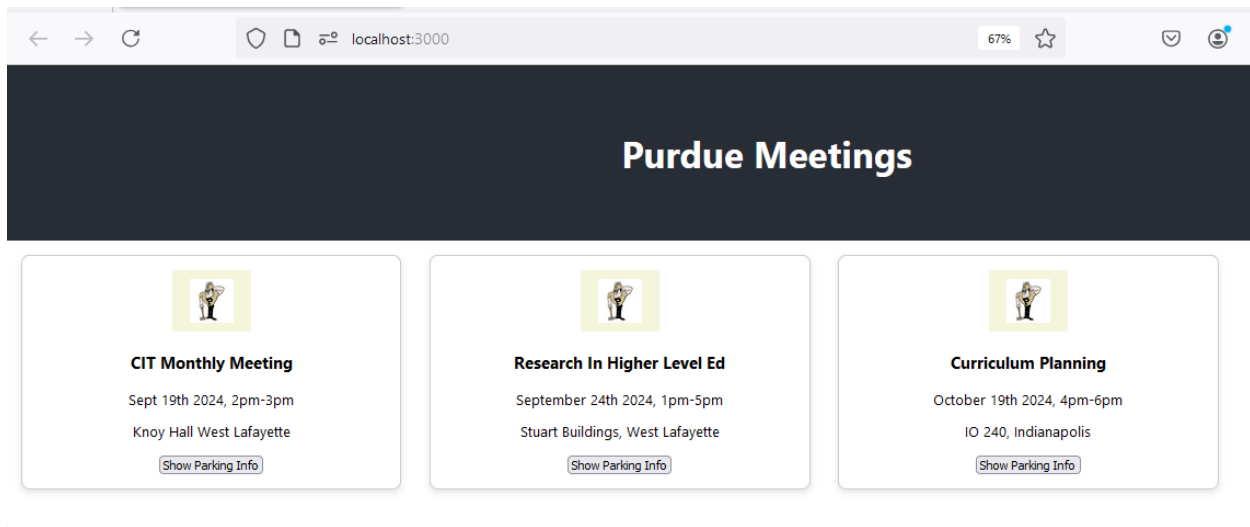 localhost:3000
67%
Purdue Meetings
CIT Monthly Meeting
Sept 19th 2024, 2pm-3pm
Knoy Hall West Lafayette
Show Parking Info
Research In Higher Level Ed
September 24th 2024, 1pm-5pm
Stuart Buildings, West Lafayette
Show Parking Info
Curriculum Planning
October 19th 2024, 4pm-6pm
IO 240, Indianapolis
Show Parking Info